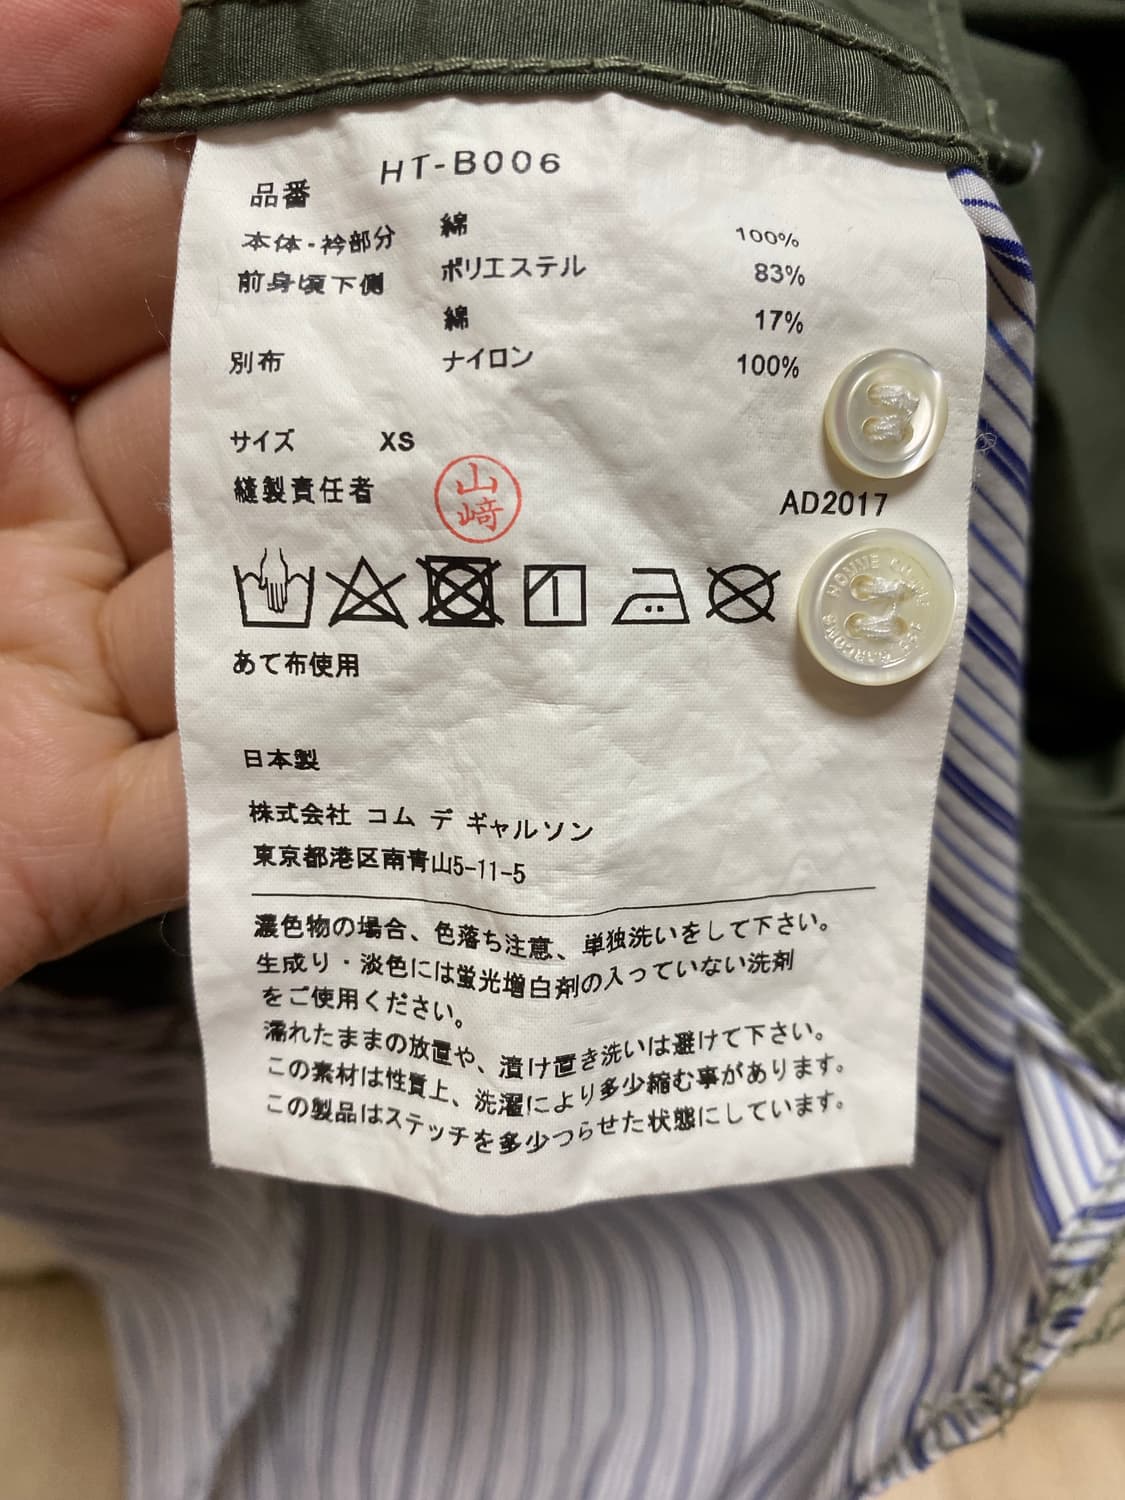 品番 HT-B006
本体・衿部分 綿 100%
前身頃下側 ポリエステル 83%
綿 17%
別布 ナイロン 100%
サイズ XS
縫製責任者 山﨑
AD2017
HOMME COMME
DES GARCONS
あて布使用
日本製
株式会社 コム デ ギャルソン
東京都港区南青山5-11-5
濃色物の場合、色落ち注意、単独洗いをして下さい。
生成り・淡色には蛍光増白剤の入っていない洗剤
をご使用ください。
濡れたままの放置や、漬け置き洗いは避けて下さい。
この素材は性質上、洗濯により多少縮む事があります。
この製品はステッチを多少つらせた状態にしています。